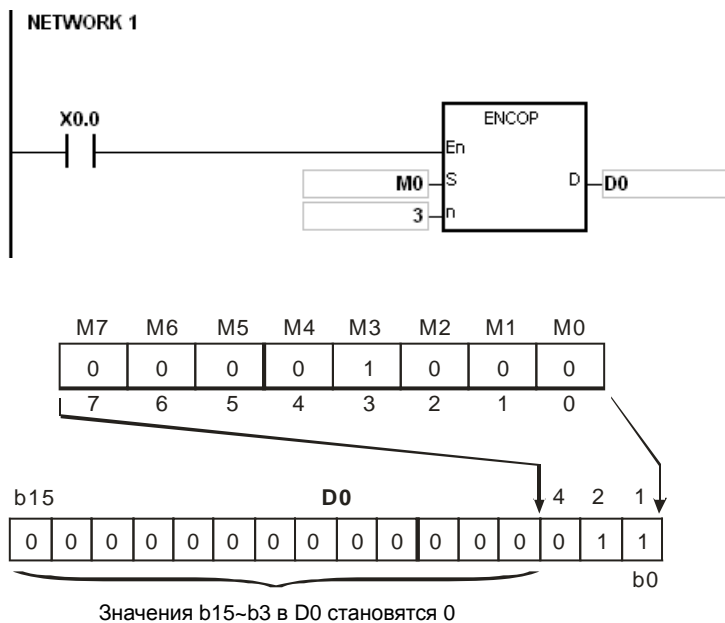 NETWORK 1
X0.0
ENCOP
En
M0 S D D0
3 n
M7 M6 M5 M4 M3 M2 M1 M0
0 0 0 0 1 0 0 0
7 6 5 4 3 2 1 0
b15 D0 4 2 1
0 0 0 0 0 0 0 0 0 0 0 0 0 0 1 1
b0
Значения b15~b3 в D0 становятся 0